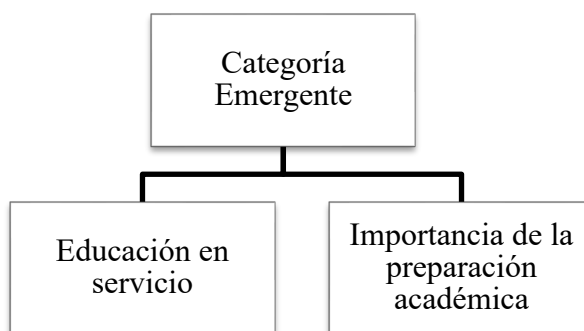 Categoría
Emergente
Educación en
servicio
Importancia de la
preparación
académica